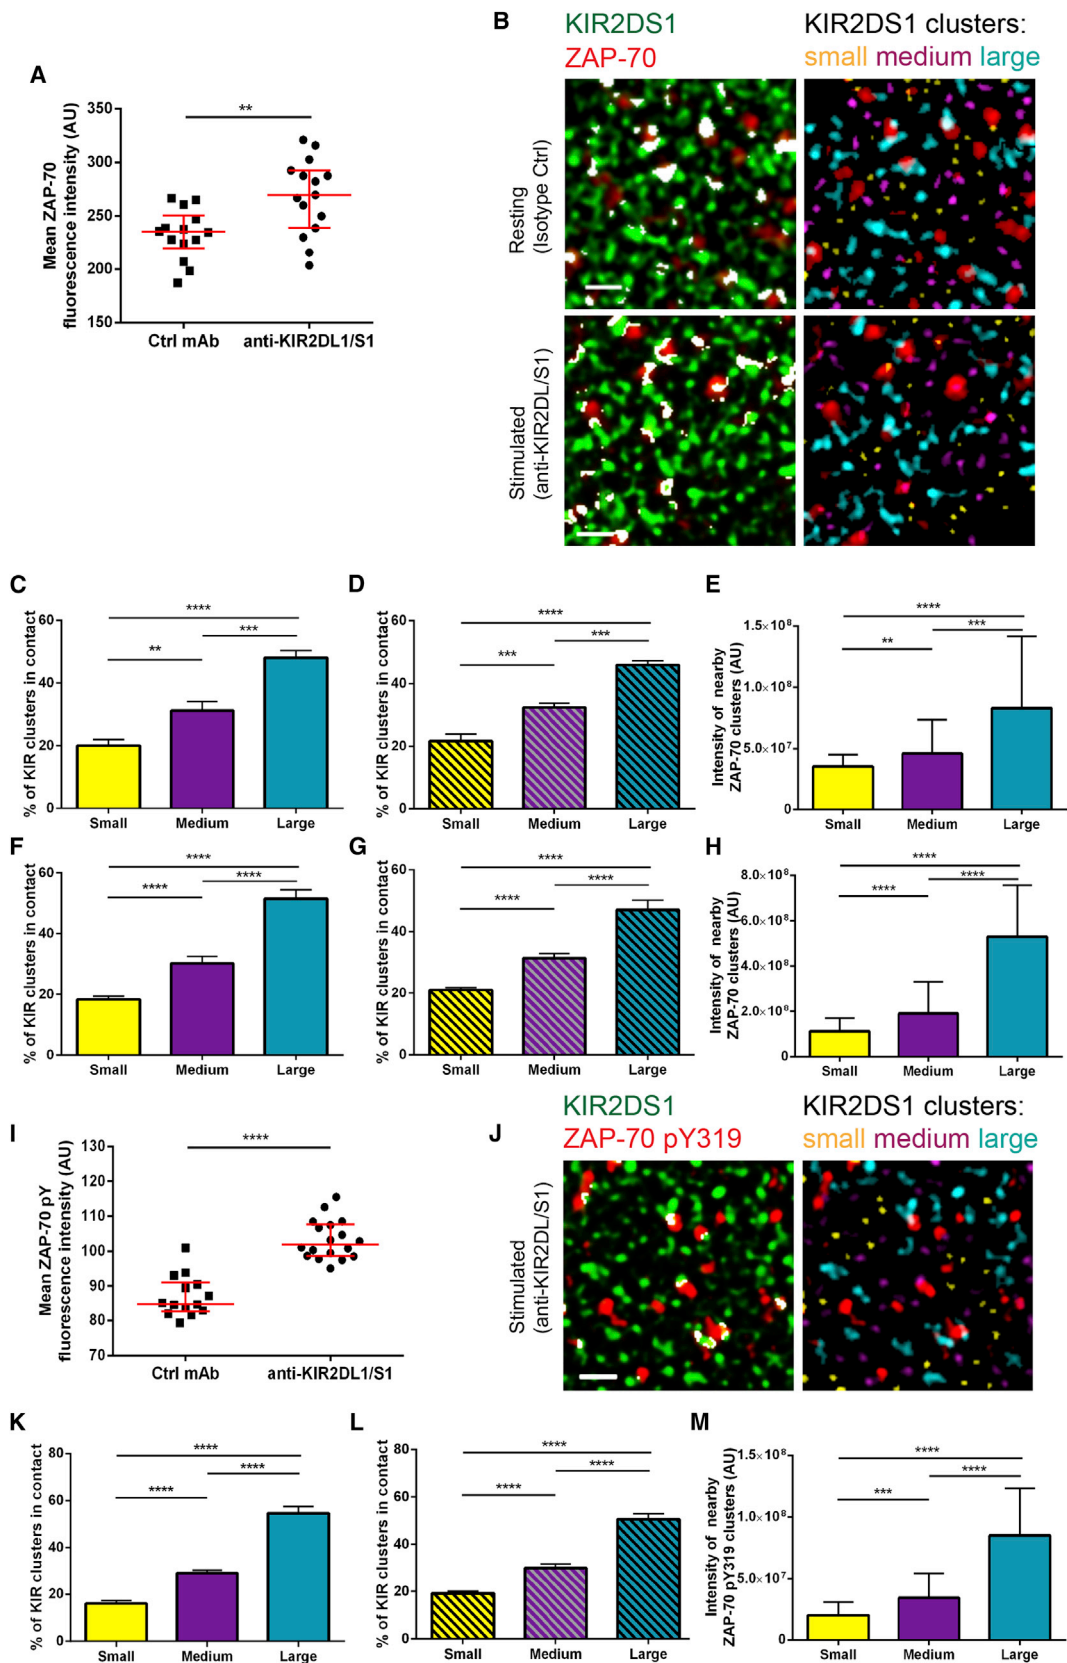 A
Mean ZAP-70
fluorescence intensity (AU)
350
300
250
200
150
**
Ctrl mAb
anti-KIR2DL1/S1
B
KIR2DS1
ZAP-70
KIR2DS1 clusters:
small medium large
Resting
(Isotype Ctrl)
Stimulated
(anti-KIR2DL/S1)
C
% of KIR clusters in contact
60
40
20
0
****
***
**
Small
Medium
Large
D
% of KIR clusters in contact
60
40
20
0
****
***
***
Small
Medium
Large
E
Intensity of nearby
ZAP-70 clusters (AU)
1.5×10⁸
1.0×10⁸
5.0×10⁷
0
****
***
**
Small
Medium
Large
F
% of KIR clusters in contact
60
40
20
0
****
****
****
Small
Medium
Large
G
% of KIR clusters in contact
60
40
20
0
****
****
****
Small
Medium
Large
H
Intensity of nearby
ZAP-70 clusters (AU)
8.0×10⁸
6.0×10⁸
4.0×10⁸
2.0×10⁸
0
****
****
****
Small
Medium
Large
I
Mean ZAP-70 pY
fluorescence intensity (AU)
130
120
110
100
90
80
70
****
Ctrl mAb
anti-KIR2DL1/S1
J
KIR2DS1
ZAP-70 pY319
KIR2DS1 clusters:
small medium large
Stimulated
(anti-KIR2DL/S1)
K
% of KIR clusters in contact
80
60
40
20
0
****
****
****
Small
Medium
Large
L
% of KIR clusters in contact
80
60
40
20
0
****
****
****
Small
Medium
Large
M
Intensity of nearby
ZAP-70 pY319 clusters (AU)
1.5×10⁸
1.0×10⁸
5.0×10⁷
0
****
****
***
Small
Medium
Large